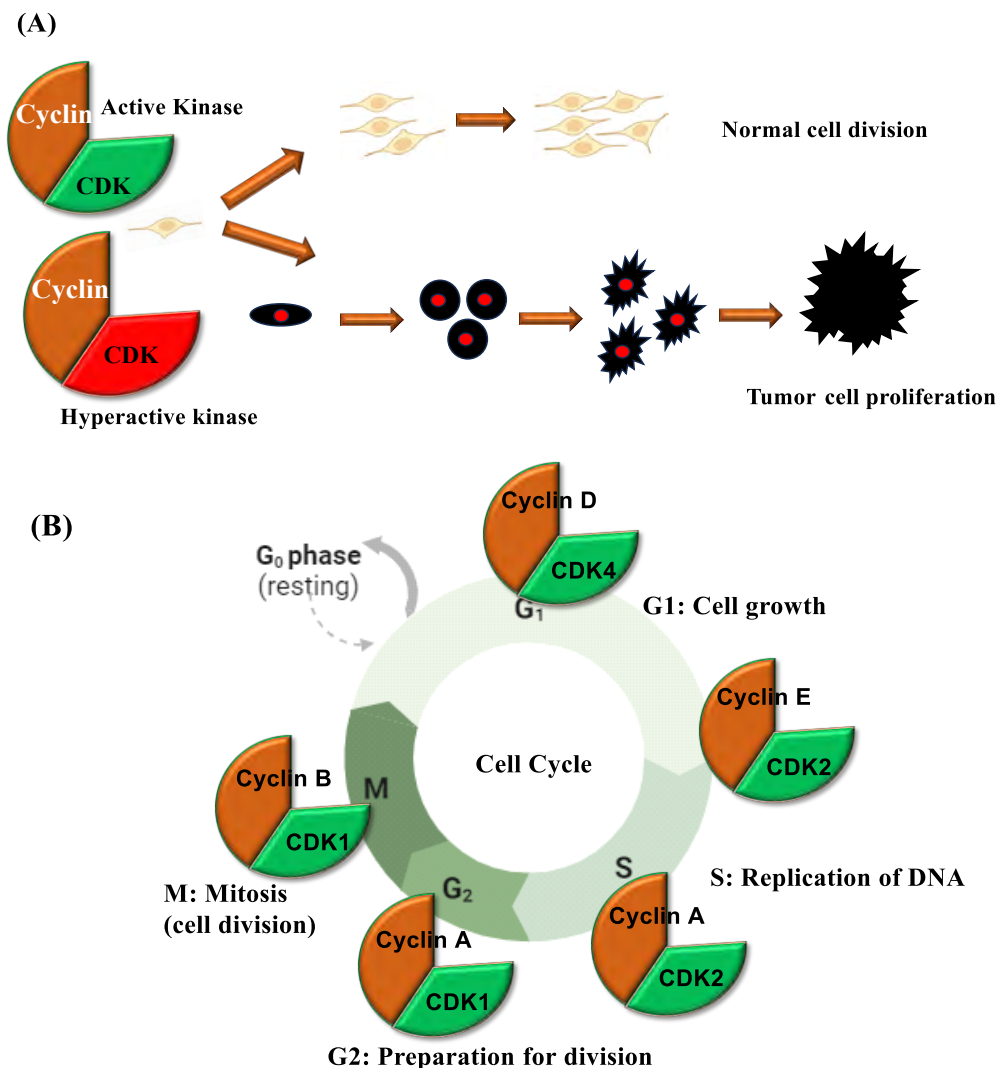 (A)
Cyclin
Active Kinase
CDK
Normal cell division
Cyclin
CDK
Hyperactive kinase
Tumor cell proliferation
(B)
Cyclin D
CDK4
G₀ phase
(resting)
G₁
G1: Cell growth
Cyclin E
CDK2
Cell Cycle
Cyclin B
CDK1
M
M: Mitosis
(cell division)
S
S: Replication of DNA
G₂
Cyclin A
CDK2
Cyclin A
CDK1
G2: Preparation for division